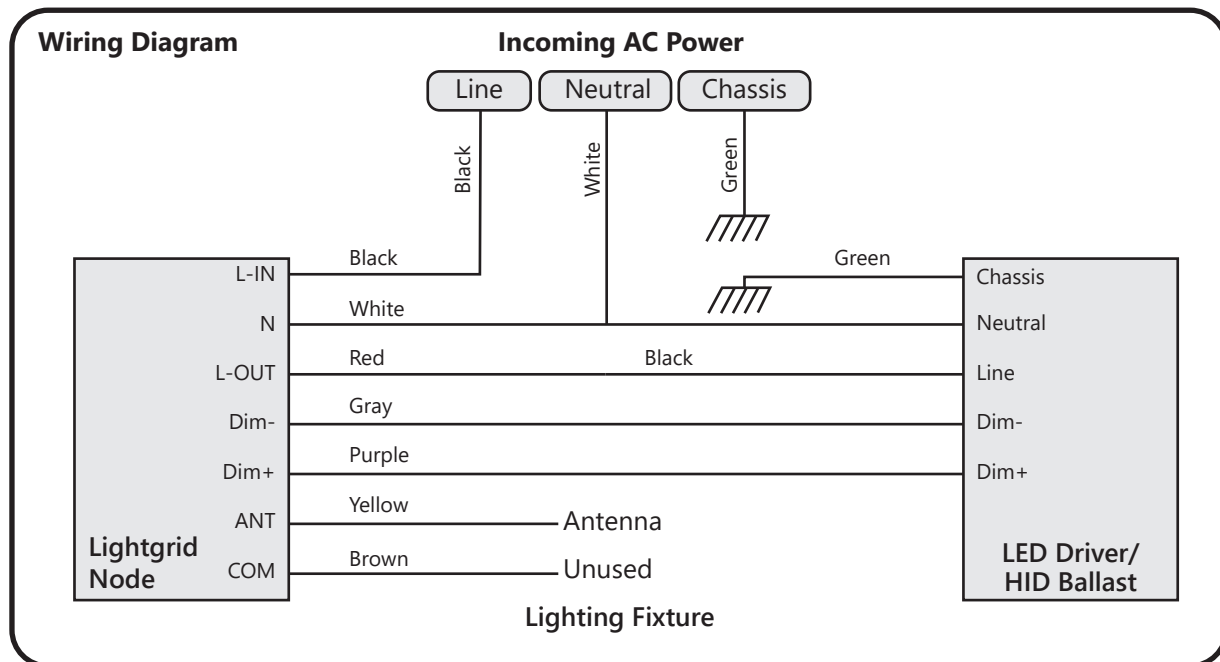 Wiring Diagram
Incoming AC Power
Line
Neutral
Chassis
Black
White
Green
Black
Green
L-IN
Chassis
White
N
Neutral
Red
Black
L-OUT
Line
Gray
Dim-
Dim-
Purple
Dim+
Dim+
Yellow
ANT
Antenna
Brown
COM
Unused
Lightgrid
Node
LED Driver/
HID Ballast
Lighting Fixture